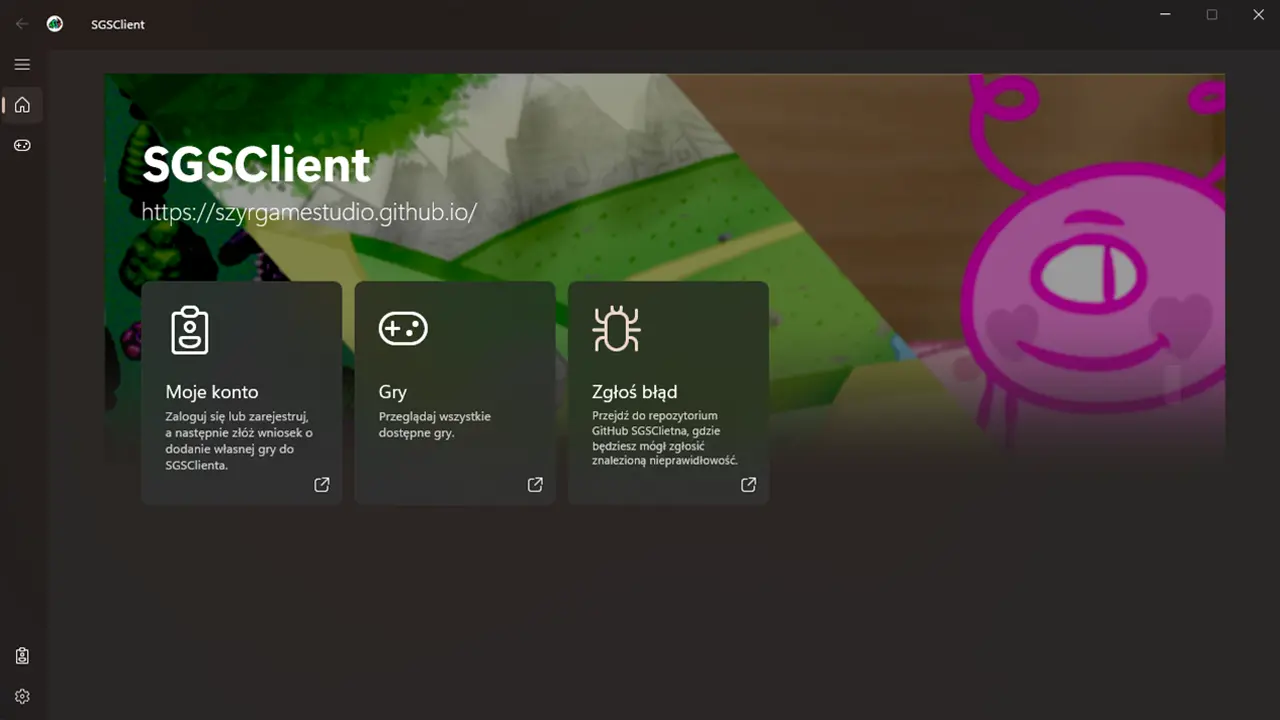 SGSClient
SGSClient
https://szyrgamestudio.github.io/
Moje konto
Zaloguj się lub zarejestruj,
a następnie złóż wniosek o
dodanie własnej gry do
SGSClienta.
Gry
Przeglądaj wszystkie
dostępne gry.
Zgłoś błąd
Przejdź do repozytorium
GitHub SGSClietna, gdzie
będziesz mógł zgłosić
znalezioną nieprawidłowość.